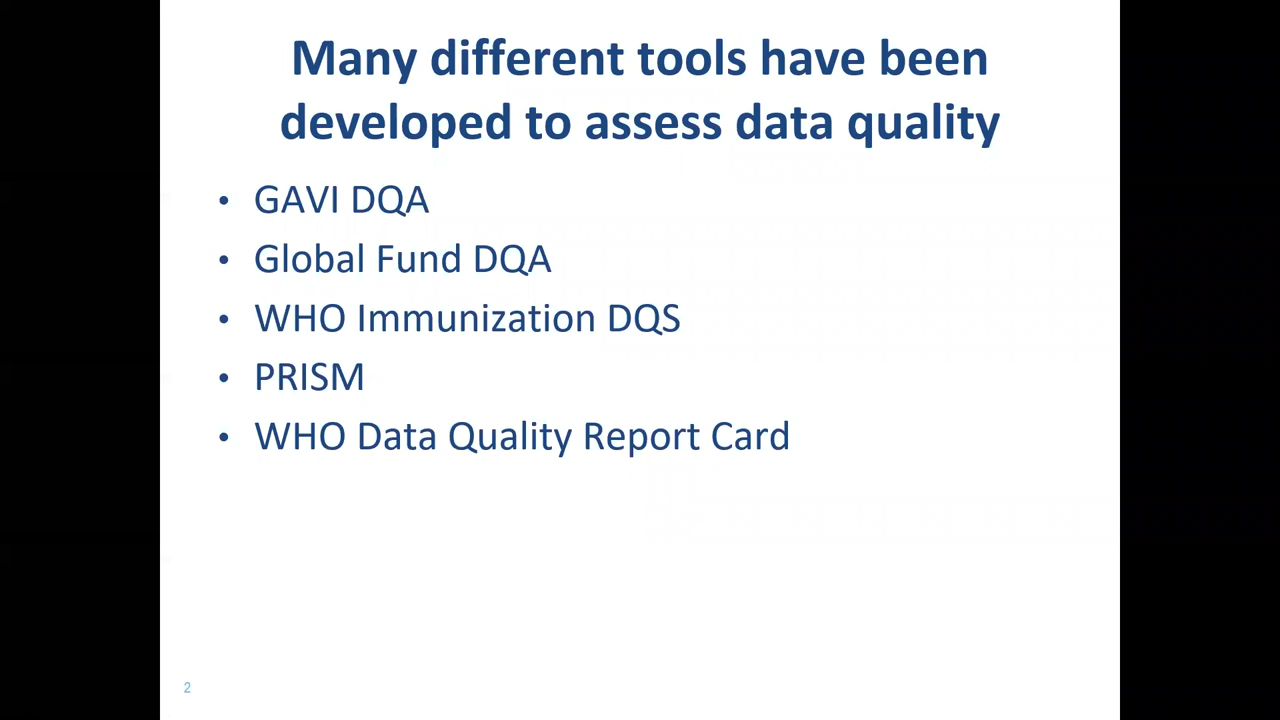 Many different tools have been
developed to assess data quality
• GAVI DQA
• Global Fund DQA
• WHO Immunization DQS
• PRISM
• WHO Data Quality Report Card
2